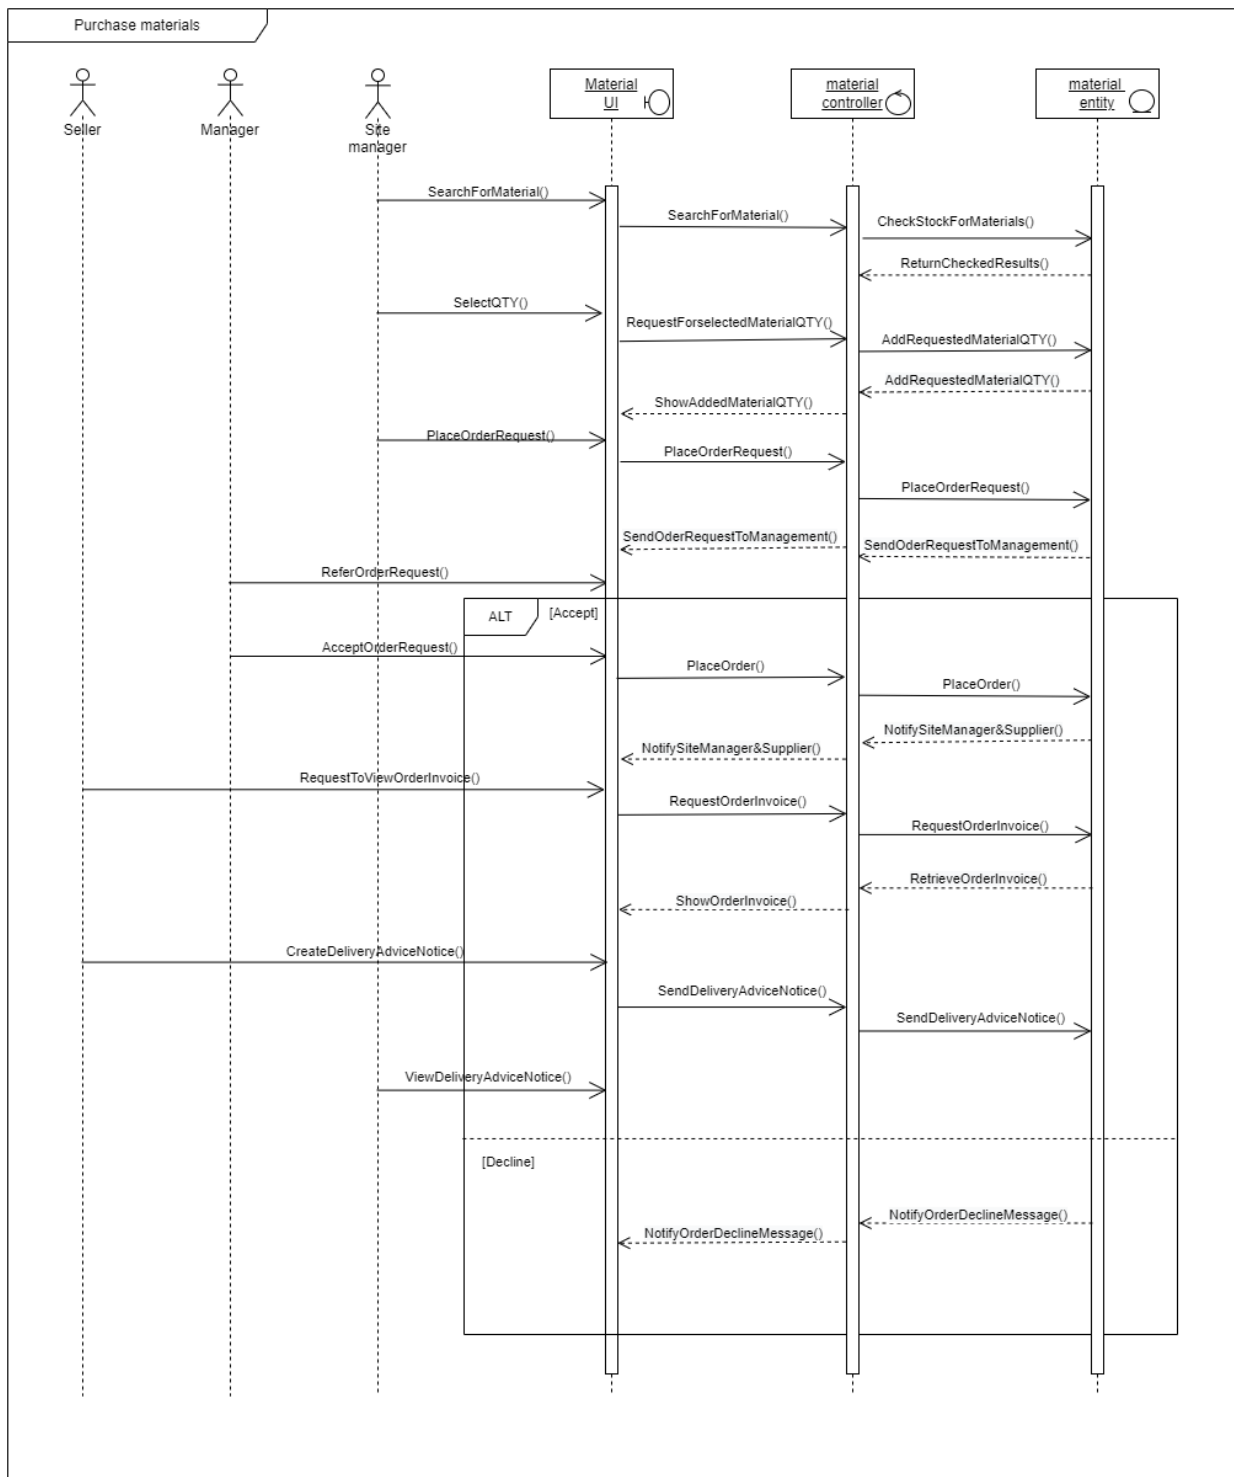 Purchase materials
Seller
Manager
Site
manager
Material
UI
material
controller
material
entity
SearchForMaterial()
SearchForMaterial()
CheckStockForMaterials()
ReturnCheckedResults()
SelectQTY()
RequestForselectedMaterialQTY()
AddRequestedMaterialQTY()
AddRequestedMaterialQTY()
ShowAddedMaterialQTY()
PlaceOrderRequest()
PlaceOrderRequest()
PlaceOrderRequest()
SendOderRequestToManagement()
SendOderRequestToManagement()
ReferOrderRequest()
ALT
[Accept]
AcceptOrderRequest()
PlaceOrder()
PlaceOrder()
NotifySiteManager&Supplier()
NotifySiteManager&Supplier()
RequestToViewOrderInvoice()
RequestOrderInvoice()
RequestOrderInvoice()
RetrieveOrderInvoice()
ShowOrderInvoice()
CreateDeliveryAdviceNotice()
SendDeliveryAdviceNotice()
SendDeliveryAdviceNotice()
ViewDeliveryAdviceNotice()
[Decline]
NotifyOrderDeclineMessage()
NotifyOrderDeclineMessage()